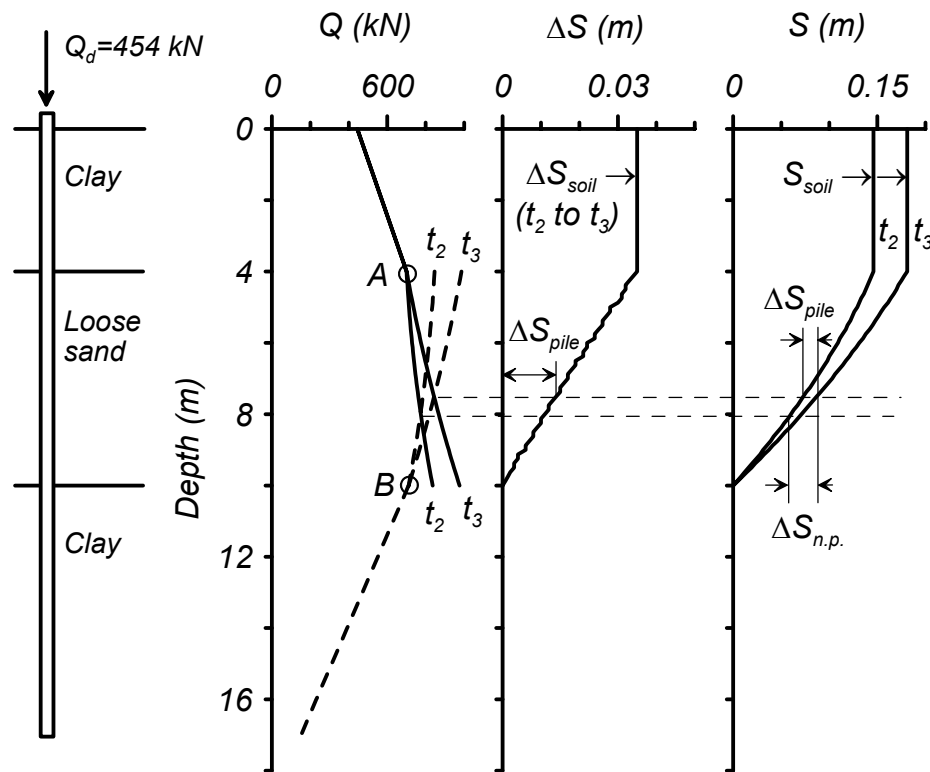 Q (kN)
ΔS (m)
S (m)
Q_d=454 kN
0
600
0
0.03
0
0.15
0
4
8
12
16
Depth (m)
Clay
Loose
sand
Clay
A
B
t_2
t_3
t_2
t_3
ΔS_soil
(t_2 to t_3)
ΔS_pile
S_soil
t_2
t_3
ΔS_pile
ΔS_n.p.